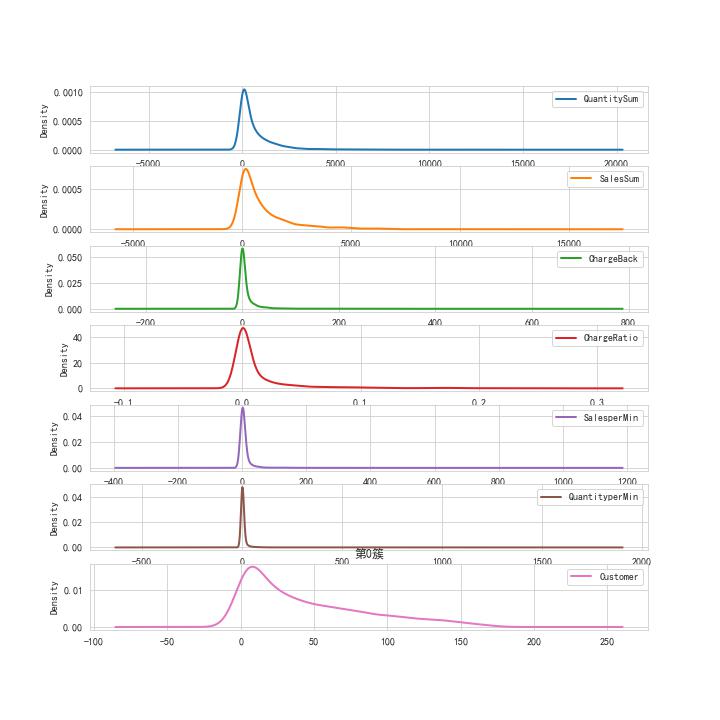 0.0010
0.0005
0.0000
Density
QuantitySum
−5000 0 5000 10000 15000 20000
0.0005
0.0000
Density
SalesSum
−5000 0 5000 10000 15000
0.050
0.025
0.000
Density
ChargeBack
−200 0 200 400 600 800
40
20
0
Density
ChargeRatio
−0.1 0.0 0.1 0.2 0.3
0.04
0.02
0.00
Density
SalesperMin
−400 −200 0 200 400 600 800 1000 1200
0.04
0.02
0.00
Density
QuantityperMin
−500 0 500 1000 1500 2000
第0簇
0.01
0.00
Density
Customer
−100 −50 0 50 100 150 200 250